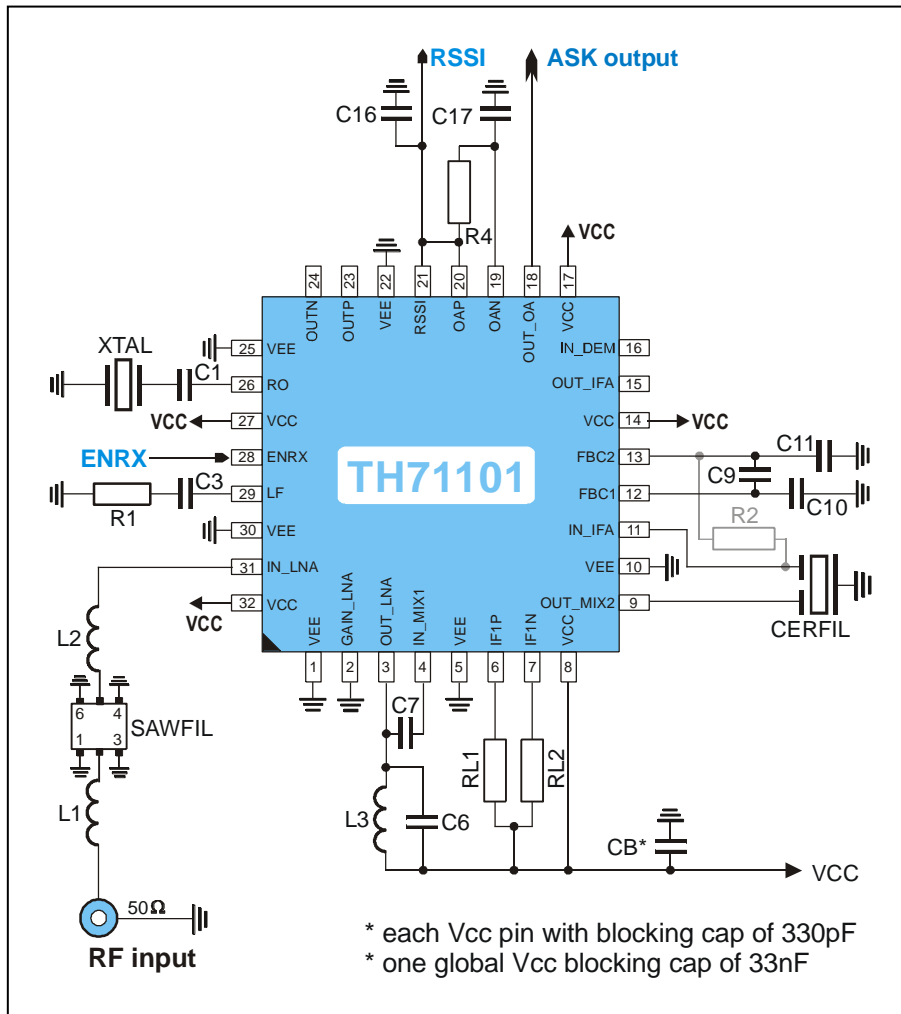 RSSI
ASK output
C16
C17
R4
VCC
24
23
22
21
20
19
18
17
OUTN
OUTP
VEE
RSSI
OAP
OAN
OUT_OA
VCC
XTAL
C1
25 VEE
26 RO
VCC
27 VCC
ENRX
28 ENRX
C3
29 LF
R1
30 VEE
31 IN_LNA
VCC
32 VCC
TH71101
IN_DEM 16
OUT_IFA 15
VCC 14
VCC
FBC2 13
C11
C9
FBC1 12
C10
IN_IFA 11
R2
VEE 10
OUT_MIX2 9
CERFIL
VEE
GAIN_LNA
OUT_LNA
IN_MIX1
VEE
IF1P
IF1N
VCC
1
2
3
4
5
6
7
8
L2
6
4
1
3
SAWFIL
L1
C7
RL1
RL2
L3
C6
CB*
VCC
50Ω
RF input
* each Vcc pin with blocking cap of 330pF
* one global Vcc blocking cap of 33nF